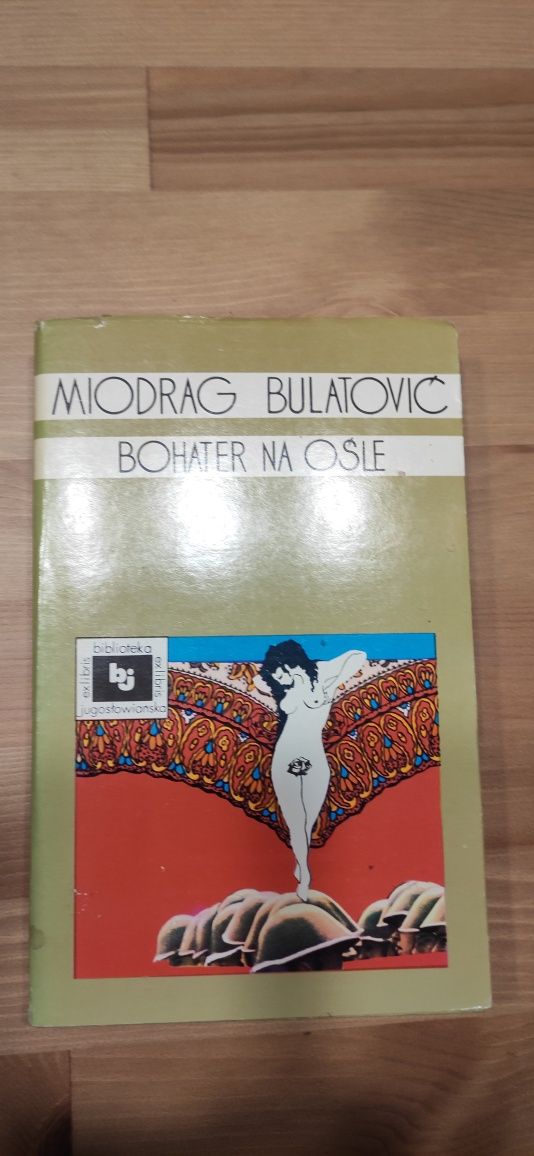 MIODRAG BULATOVIĆ
BOHATER NA OŚLE
biblioteka
ex libris
bj
ex libris
jugosłowiańska